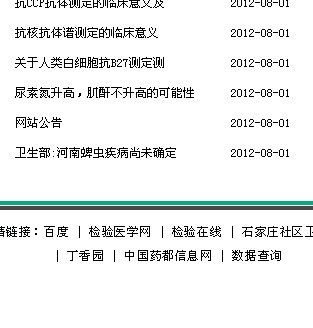 抗CCP抗体测定的临床意义及 2012-08-01
抗核抗体谱测定的临床意义 2012-08-01
关于人类白细胞抗B27测定测 2012-08-01
尿素氮升高，肌酐不升高的可能性 2012-08-01
网站公告 2012-08-01
卫生部:河南蜱虫疾病尚未确定 2012-08-01
情链接：百度 | 检验医学网 | 检验在线 | 石家庄社区卫
| 丁香园 | 中国药都信息网 | 数据查询